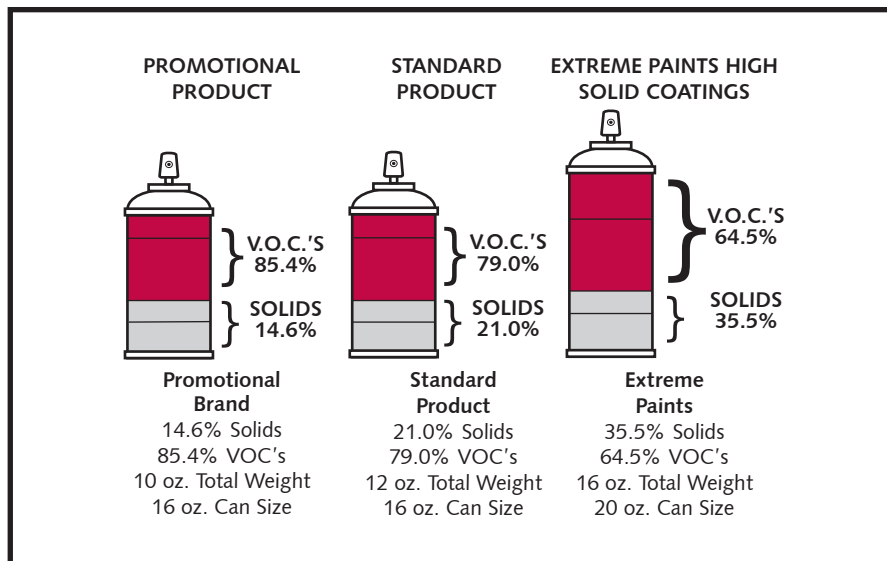 PROMOTIONAL
PRODUCT
STANDARD
PRODUCT
EXTREME PAINTS HIGH
SOLID COATINGS
V.O.C.'S
85.4%
SOLIDS
14.6%
V.O.C.'S
79.0%
SOLIDS
21.0%
V.O.C.'S
64.5%
SOLIDS
35.5%
Promotional
Brand
14.6% Solids
85.4% VOC's
10 oz. Total Weight
16 oz. Can Size
Standard
Product
21.0% Solids
79.0% VOC's
12 oz. Total Weight
16 oz. Can Size
Extreme
Paints
35.5% Solids
64.5% VOC's
16 oz. Total Weight
20 oz. Can Size